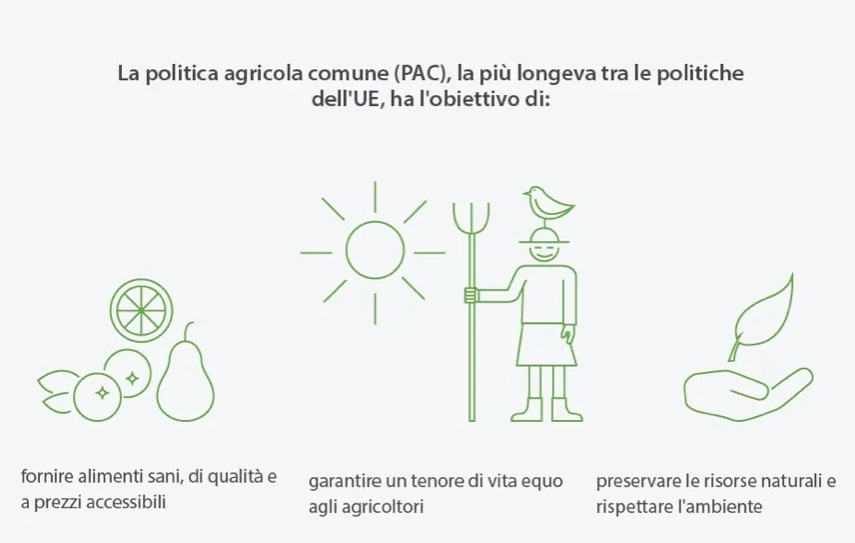 La politica agricola comune (PAC), la più longeva tra le politiche
dell'UE, ha l'obiettivo di:
fornire alimenti sani, di qualità e
a prezzi accessibili
garantire un tenore di vita equo
agli agricoltori
preservare le risorse naturali e
rispettare l'ambiente